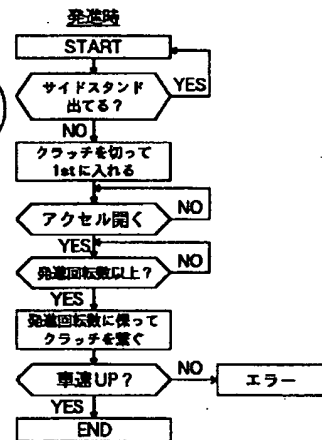 発進時
START
サイドスタンド
出てる?
YES
NO
クラッチを切って
1stに入れる
アクセル開く
NO
YES
発進回転数以上?
NO
YES
発進回転数に保って
クラッチを繋ぐ
車速UP?
NO
エラー
YES
END